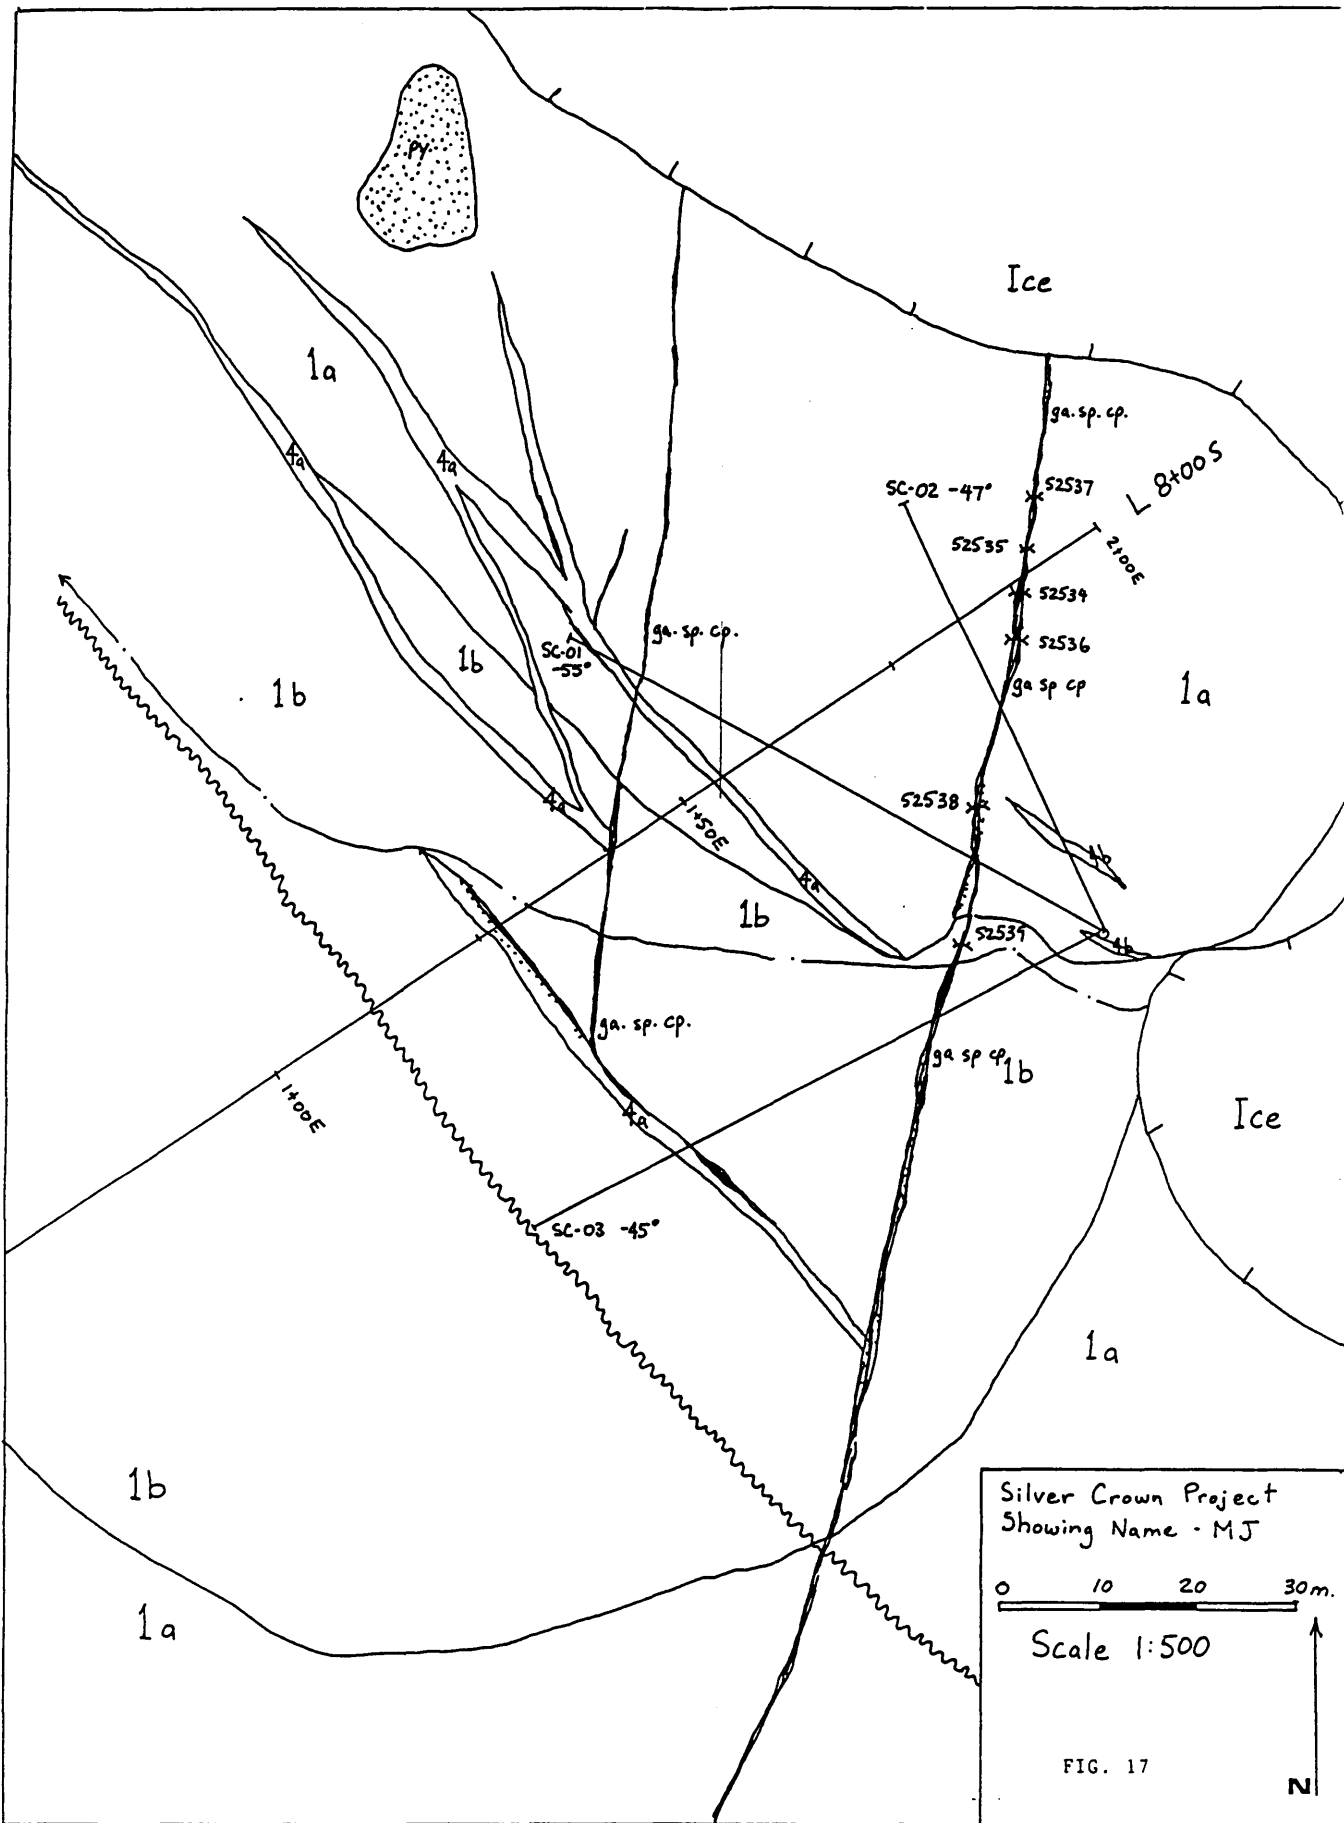 py.
Ice
1a
ga. sp. cp.
4a
4a
L 8+00S
SC-02 -47°
52537
52535
2+00E
52534
52536
ga. sp. cp.
SC-01
-55°
1b
1b
ga sp cp
1a
4a
52538
1+50E
4b
4a
1b
52539
4b
ga. sp. cp.
ga sp cp
1b
1+00E
4a
Ice
SC-03 -45°
1a
1b
1a
Silver Crown Project
Showing Name - MJ
0 10 20 30m.
Scale 1:500
FIG. 17
N